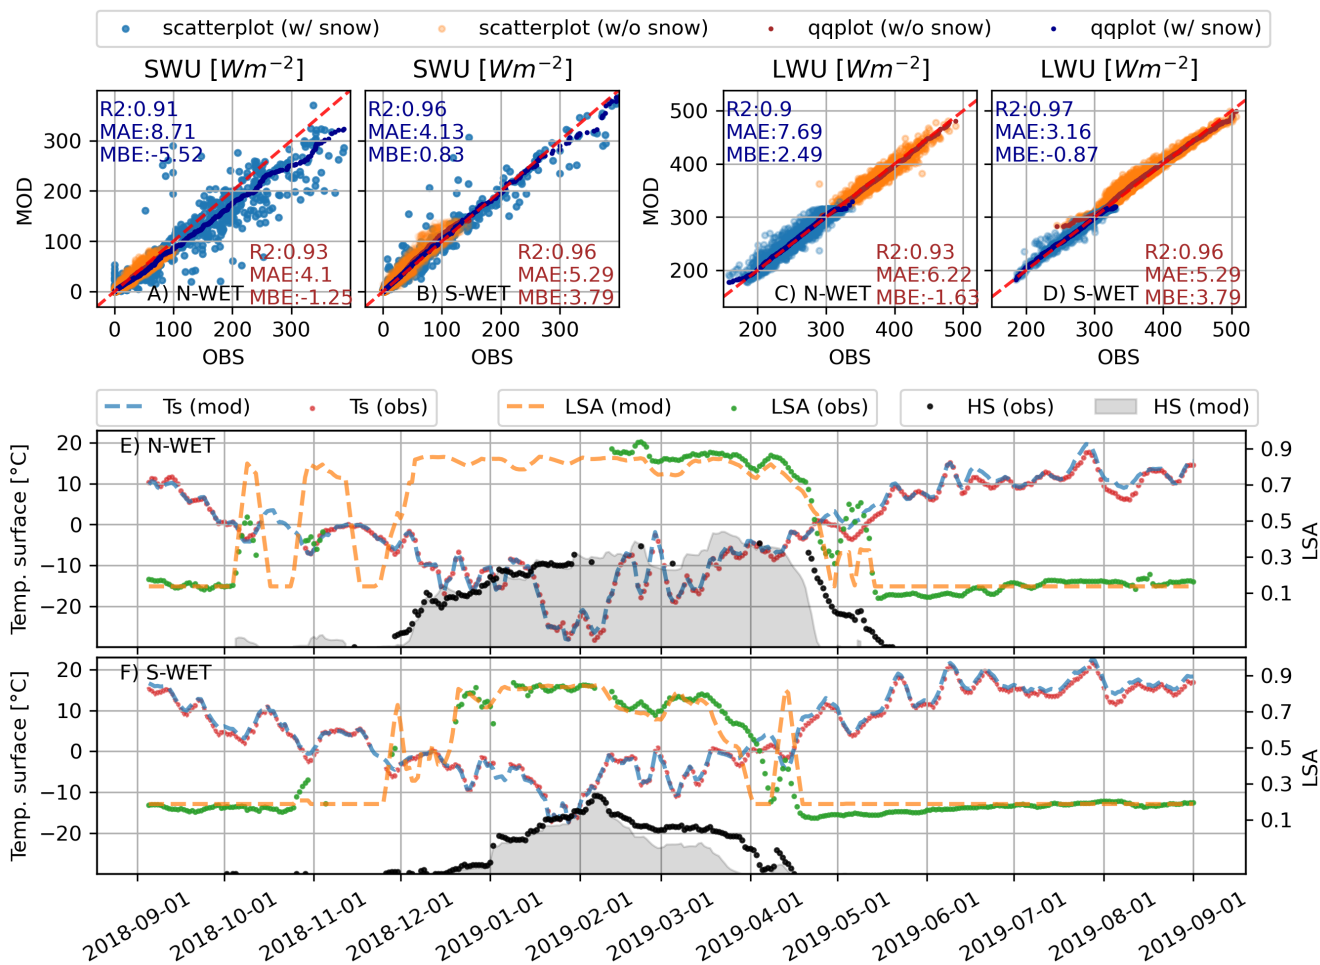 scatterplot (w/ snow) scatterplot (w/o snow) qqplot (w/o snow) qqplot (w/ snow)
SWU [Wm⁻²] SWU [Wm⁻²] LWU [Wm⁻²] LWU [Wm⁻²]
MOD
300
200
100
0
R2:0.91
MAE:8.71
MBE:-5.52
R2:0.93
MAE:4.1
MBE:-1.25
A) N-WET
0 100 200 300
OBS
R2:0.96
MAE:4.13
MBE:0.83
R2:0.96
MAE:5.29
MBE:3.79
B) S-WET
0 100 200 300
OBS
MOD
500
400
300
200
R2:0.9
MAE:7.69
MBE:2.49
R2:0.93
MAE:6.22
MBE:-1.63
C) N-WET
200 300 400 500
OBS
R2:0.97
MAE:3.16
MBE:-0.87
R2:0.96
MAE:5.29
MBE:3.79
D) S-WET
200 300 400 500
OBS
Ts (mod) Ts (obs) LSA (mod) LSA (obs) HS (obs) HS (mod)
E) N-WET
Temp. surface [°C]
20
10
0
−10
−20
0.9
0.7
0.5
0.3
0.1
LSA
F) S-WET
Temp. surface [°C]
20
10
0
−10
−20
0.9
0.7
0.5
0.3
0.1
LSA
2018-09-01 2018-10-01 2018-11-01 2018-12-01 2019-01-01 2019-02-01 2019-03-01 2019-04-01 2019-05-01 2019-06-01 2019-07-01 2019-08-01 2019-09-01